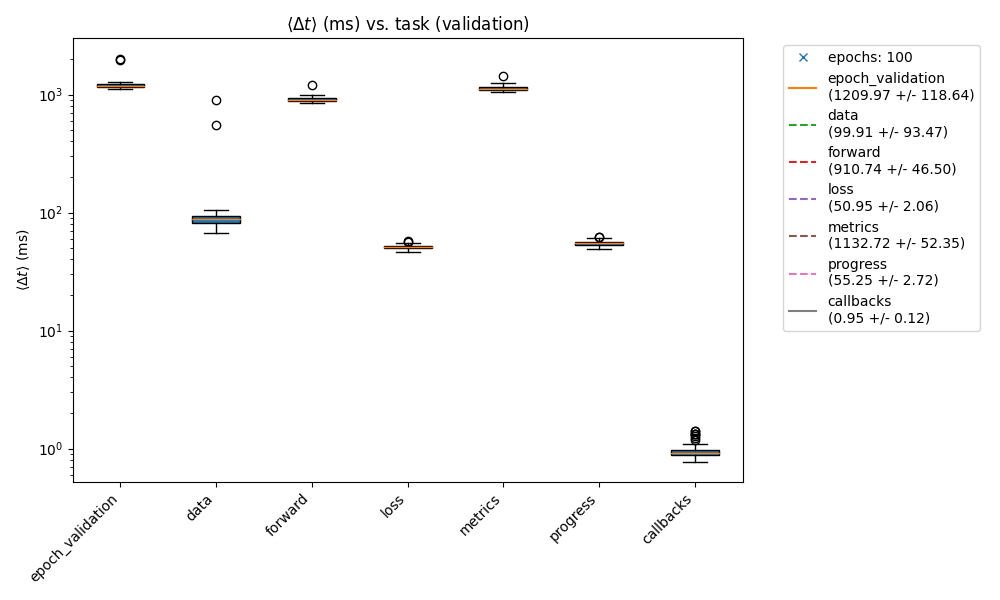 ⟨Δt⟩ (ms) vs. task (validation)
⟨Δt⟩ (ms)
10³
10²
10¹
10⁰
epoch_validation
data
forward
loss
metrics
progress
callbacks
epochs: 100
epoch_validation
(1209.97 +/- 118.64)
data
(99.91 +/- 93.47)
forward
(910.74 +/- 46.50)
loss
(50.95 +/- 2.06)
metrics
(1132.72 +/- 52.35)
progress
(55.25 +/- 2.72)
callbacks
(0.95 +/- 0.12)